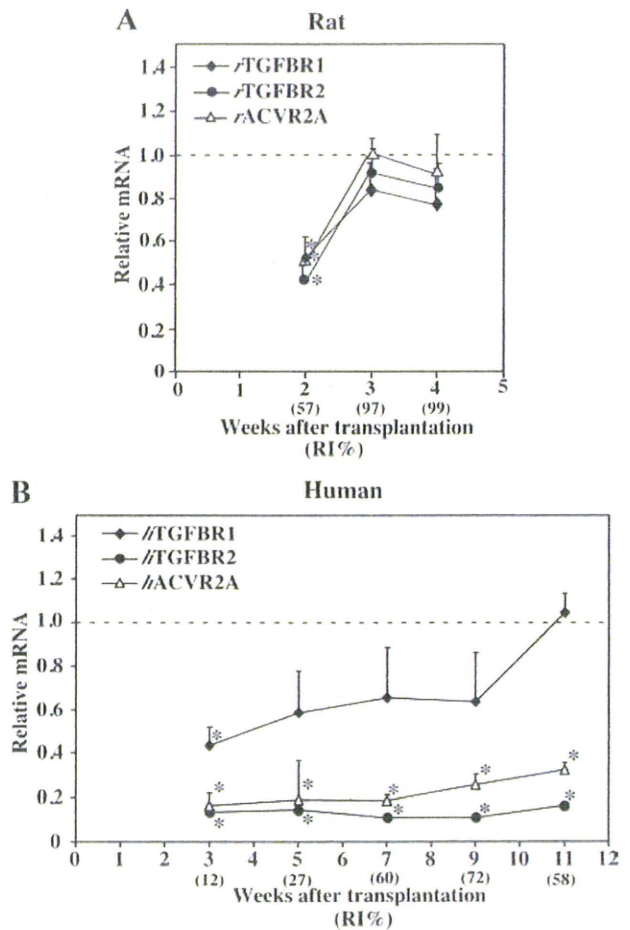 A Rat
rTGFBR1
rTGFBR2
rACVR2A
1.4
1.2
1.0
0.8
0.6
0.4
0.2
0
Relative mRNA
* * *
0 1 2 3 4 5
(57) (97) (99)
Weeks after transplantation
(RI%)
B Human
hTGFBR1
hTGFBR2
hACVR2A
1.4
1.2
1.0
0.8
0.6
0.4
0.2
0
Relative mRNA
* * * * * * * * * * *
0 1 2 3 4 5 6 7 8 9 10 11 12
(12) (27) (60) (72) (58)
Weeks after transplantation
(RI%)